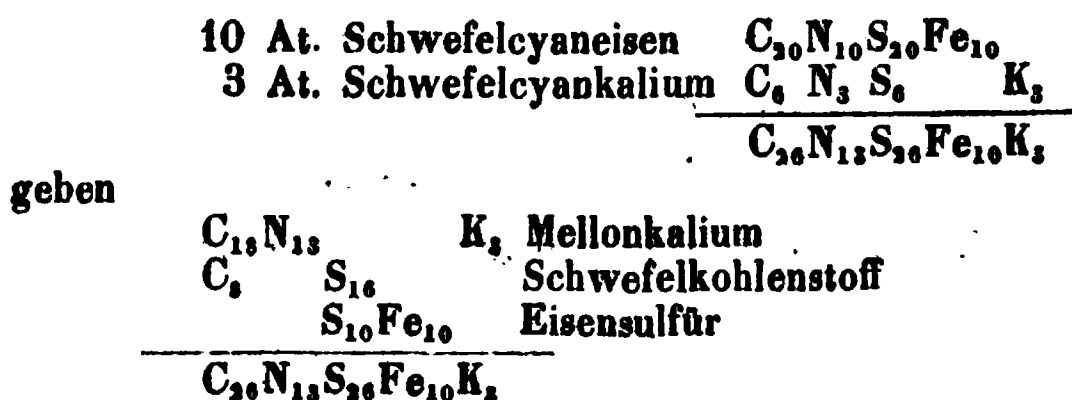 10 At. Schwefelcyaneisen C₂₀N₁₀S₂₀Fe₁₀
3 At. Schwefelcyankalium C₆ N₃ S₆ K₃
C₂₆N₁₃S₂₆Fe₁₀K₃
geben
C₁₈N₁₃ K₃ Mellonkalium
C₈ S₁₆ Schwefelkohlenstoff
S₁₀Fe₁₀ Eisensulfür
C₂₆N₁₃S₂₆Fe₁₀K₃